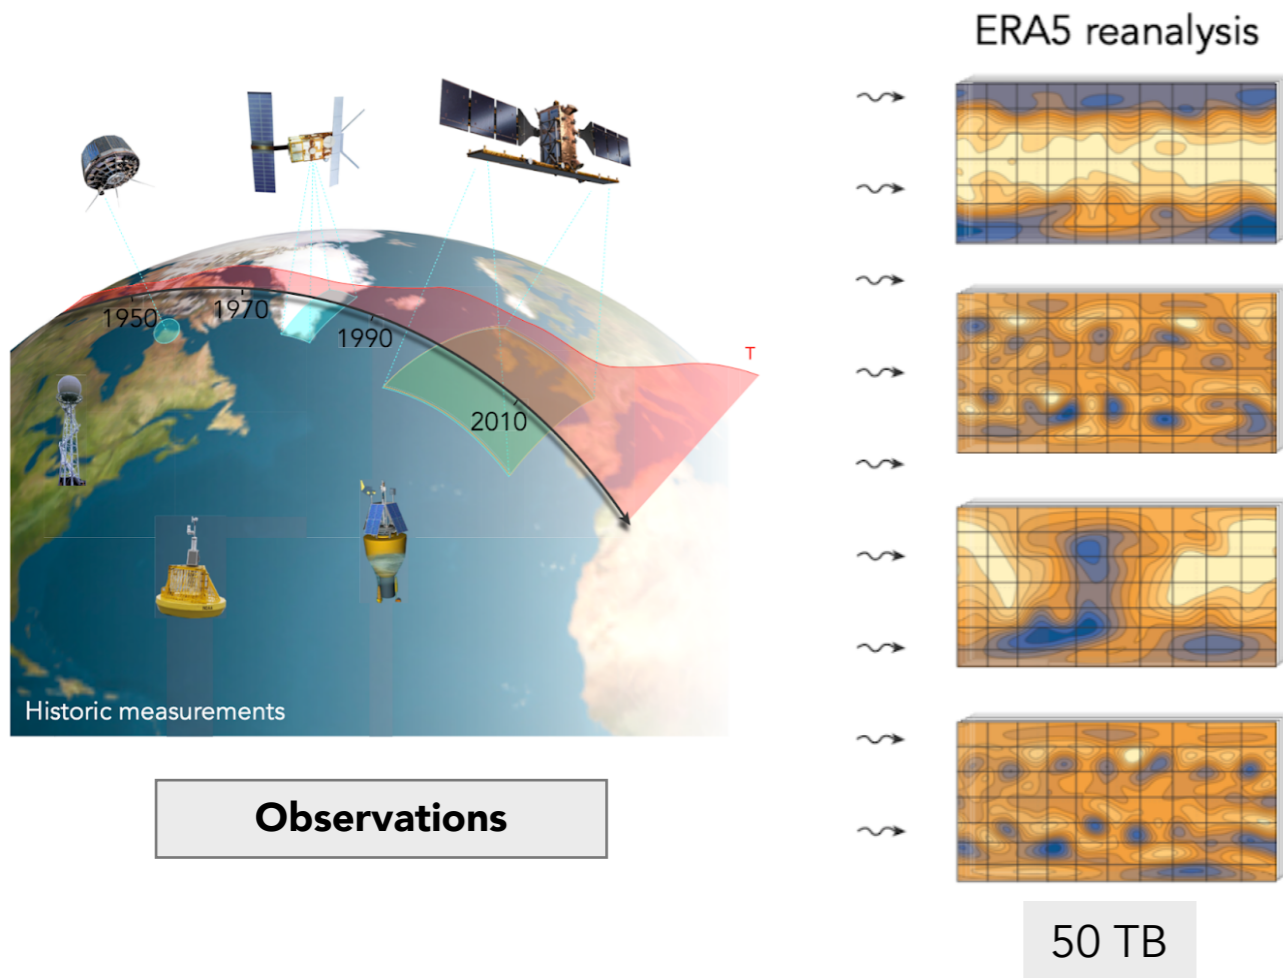 ERA5 reanalysis
1950
1970
1990
T
2010
Historic measurements
Observations
50 TB